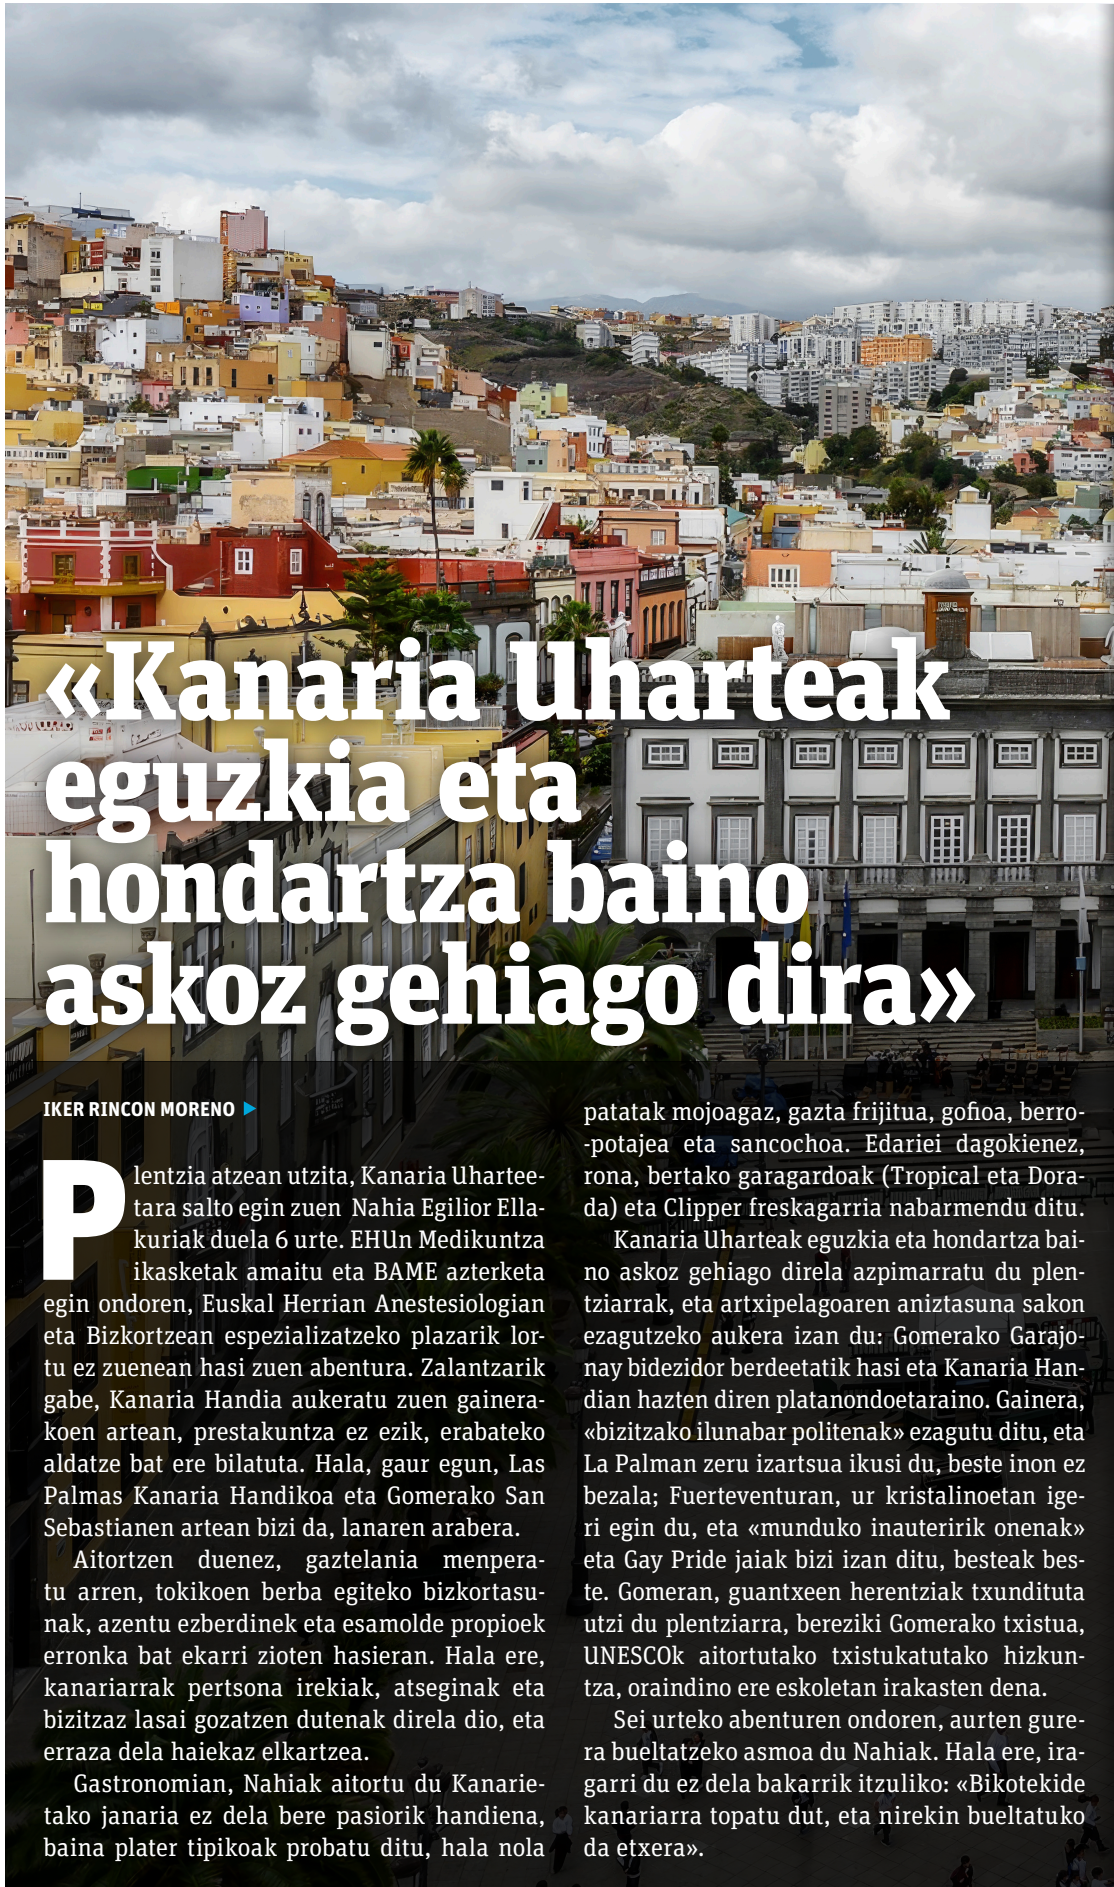 «Kanaria Uharteak
eguzkia eta
hondartza baino
askoz gehiago dira»
IKER RINCON MORENO
Plentzia atzean utzita, Kanaria Uhartee-
tara salto egin zuen Nahia Egilior Ella-
kuriak duela 6 urte. EHUn Medikuntza
ikasketak amaitu eta BAME azterketa
egin ondoren, Euskal Herrian Anestesiologian
eta Bizkortzean espezializatzeko plazarik lor-
tu ez zuenean hasi zuen abentura. Zalantzarik
gabe, Kanaria Handia aukeratu zuen gainera-
koen artean, prestakuntza ez ezik, erabateko
aldatze bat ere bilatuta. Hala, gaur egun, Las
Palmas Kanaria Handikoa eta Gomerako San
Sebastianen artean bizi da, lanaren arabera.
Aitortzen duenez, gaztelania menpera-
tu arren, tokikoen berba egiteko bizkortasu-
nak, azentu ezberdinek eta esamolde propioek
erronka bat ekarri zioten hasieran. Hala ere,
kanariarrak pertsona irekiak, atseginak eta
bizitzaz lasai gozatzen dutenak direla dio, eta
erraza dela haiekaz elkartzea.
Gastronomian, Nahiak aitortu du Kanarie-
tako janaria ez dela bere pasiorik handiena,
baina plater tipikoak probatu ditu, hala nola
patatak mojoagaz, gazta frijitua, gofioa, berro-
-potajea eta sancochoa. Edariei dagokienez,
rona, bertako garagardoak (Tropical eta Dora-
da) eta Clipper freskagarria nabarmendu ditu.
Kanaria Uharteak eguzkia eta hondartza bai-
no askoz gehiago direla azpimarratu du plen-
tziarrak, eta artxipelagoaren aniztasuna sakon
ezagutzeko aukera izan du: Gomerako Garajo-
nay bidezidor berdeetatik hasi eta Kanaria Han-
dian hazten diren platanondoetaraino. Gainera,
«bizitzako ilunabar politenak» ezagutu ditu, eta
La Palman zeru izartsua ikusi du, beste inon ez
bezala; Fuerteventuran, ur kristalinoetan ige-
ri egin du, eta «munduko inauteririk onenak»
eta Gay Pride jaiak bizi izan ditu, besteak bes-
te. Gomeran, guantxeen herentziak txundituta
utzi du plentziarra, bereziki Gomerako txistua,
UNESCOk aitortutako txistukatutako hizkun-
tza, oraindino ere eskoletan irakasten dena.
Sei urteko abenturen ondoren, aurten gure-
ra bueltatzeko asmoa du Nahiak. Hala ere, ira-
garri du ez dela bakarrik itzuliko: «Bikotekide
kanariarra topatu dut, eta nirekin bueltatuko
da etxera».